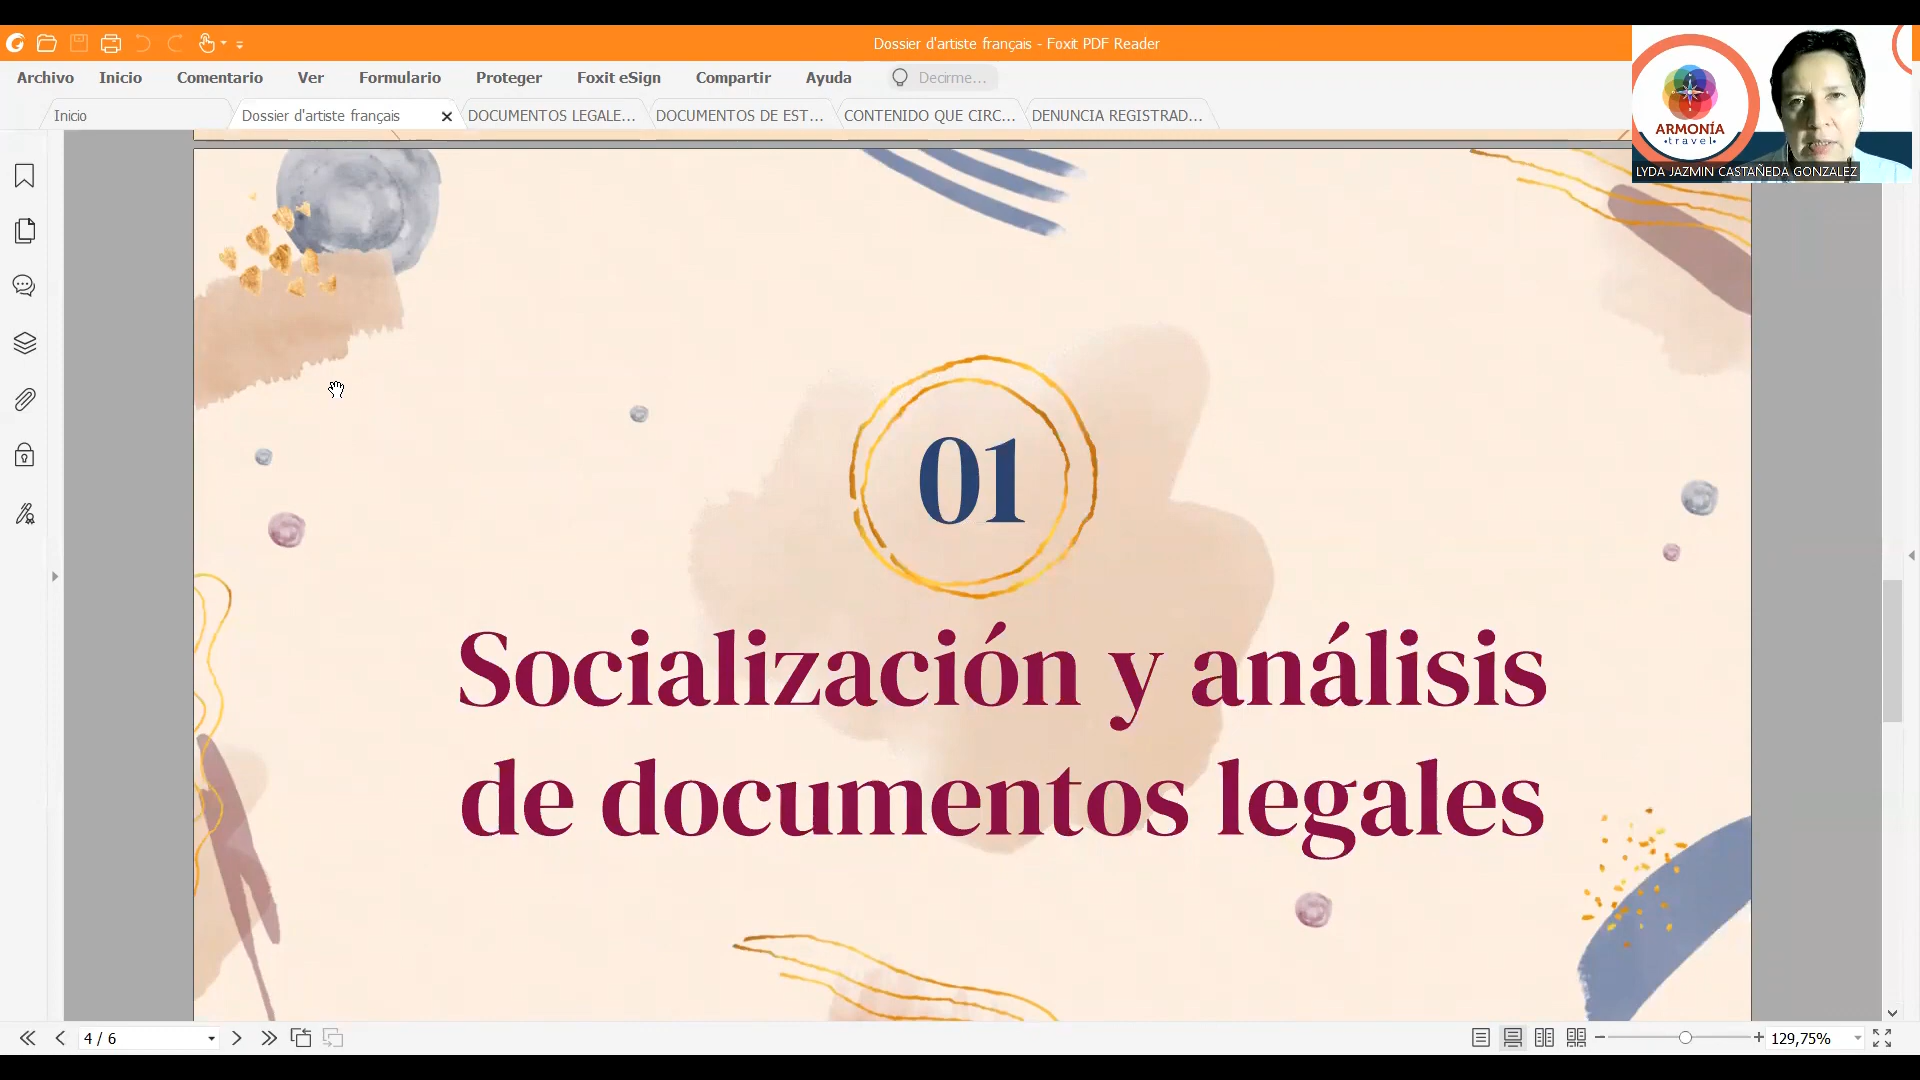 Dossier d'artiste français - Foxit PDF Reader
Archivo Inicio Comentario Ver Formulario Proteger Foxit eSign Compartir Ayuda Decirme...
Inicio Dossier d'artiste français DOCUMENTOS LEGALE... DOCUMENTOS DE EST... CONTENIDO QUE CIRC... DENUNCIA REGISTRAD...
ARMONÍA
•travel•
LYDA JAZMIN CASTAÑEDA GONZALEZ
01
Socialización y análisis
de documentos legales
4 / 6 129,75%